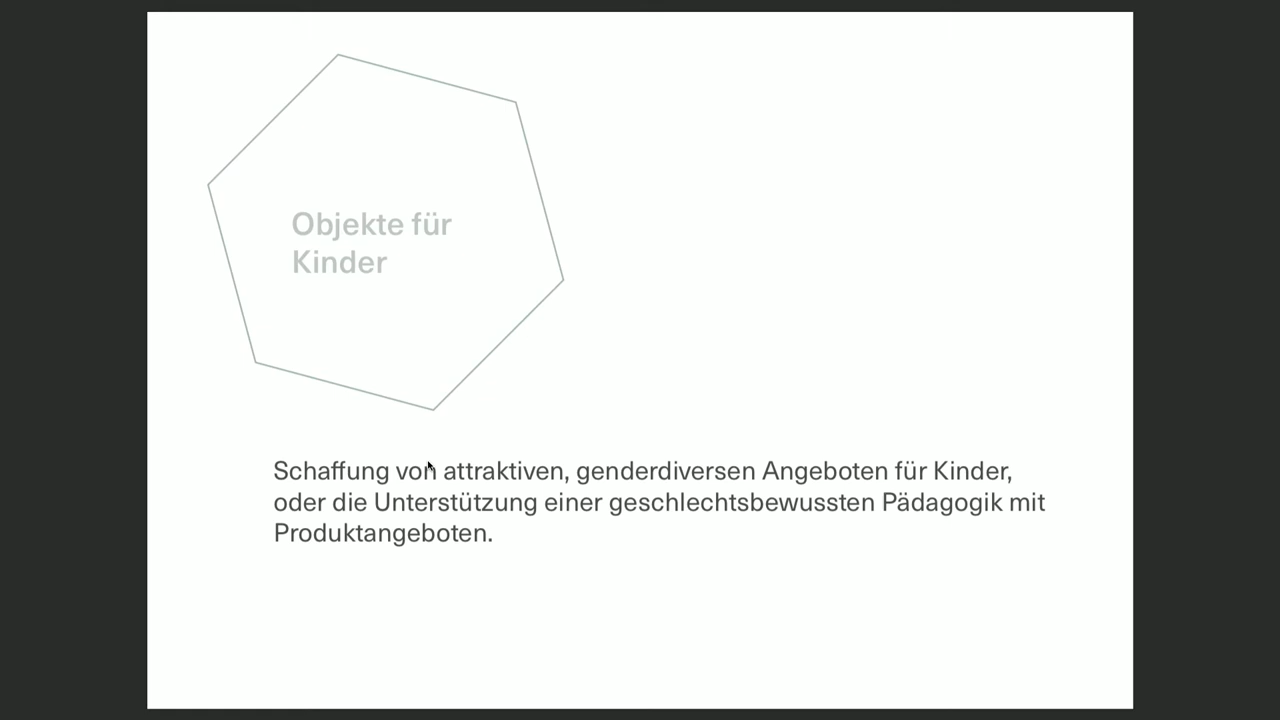 Objekte für
Kinder
Schaffung von attraktiven, genderdiversen Angeboten für Kinder,
oder die Unterstützung einer geschlechtsbewussten Pädagogik mit
Produktangeboten.